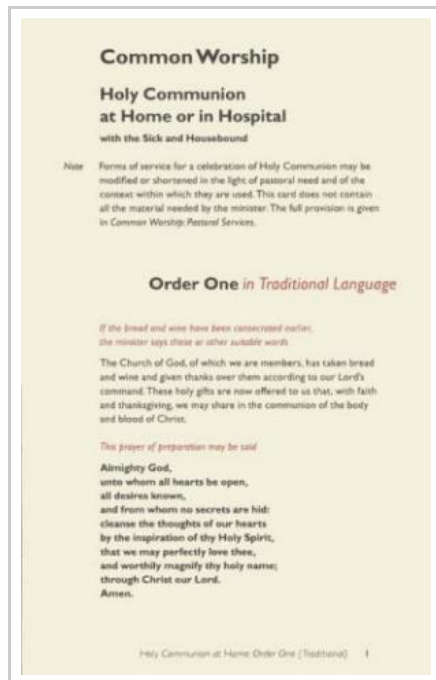 Common Worship
Holy Communion
at Home or in Hospital
with the Sick and Housebound
Note Forms of service for a celebration of Holy Communion may be
modified or shortened in the light of pastoral need and of the
context within which they are used. This card does not contain
all the material needed by the minister. The full provision is given
in Common Worship: Pastoral Services.
Order One in Traditional Language
If the bread and wine have been consecrated earlier,
the minister says these or other suitable words
The Church of God, of which we are members, has taken bread
and wine and given thanks over them according to our Lord's
command. These holy gifts are now offered to us that, with faith
and thanksgiving, we may share in the communion of the body
and blood of Christ.
This prayer of preparation may be said
Almighty God,
unto whom all hearts be open,
all desires known,
and from whom no secrets are hid:
cleanse the thoughts of our hearts
by the inspiration of thy Holy Spirit,
that we may perfectly love thee,
and worthily magnify thy holy name;
through Christ our Lord.
Amen.
Holy Communion at Home: Order One (Traditional) 1